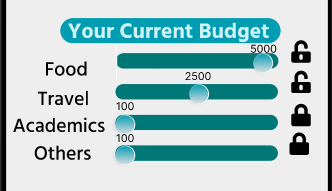 Your Current Budget
5000
Food
2500
Travel
100
Academics
100
Others